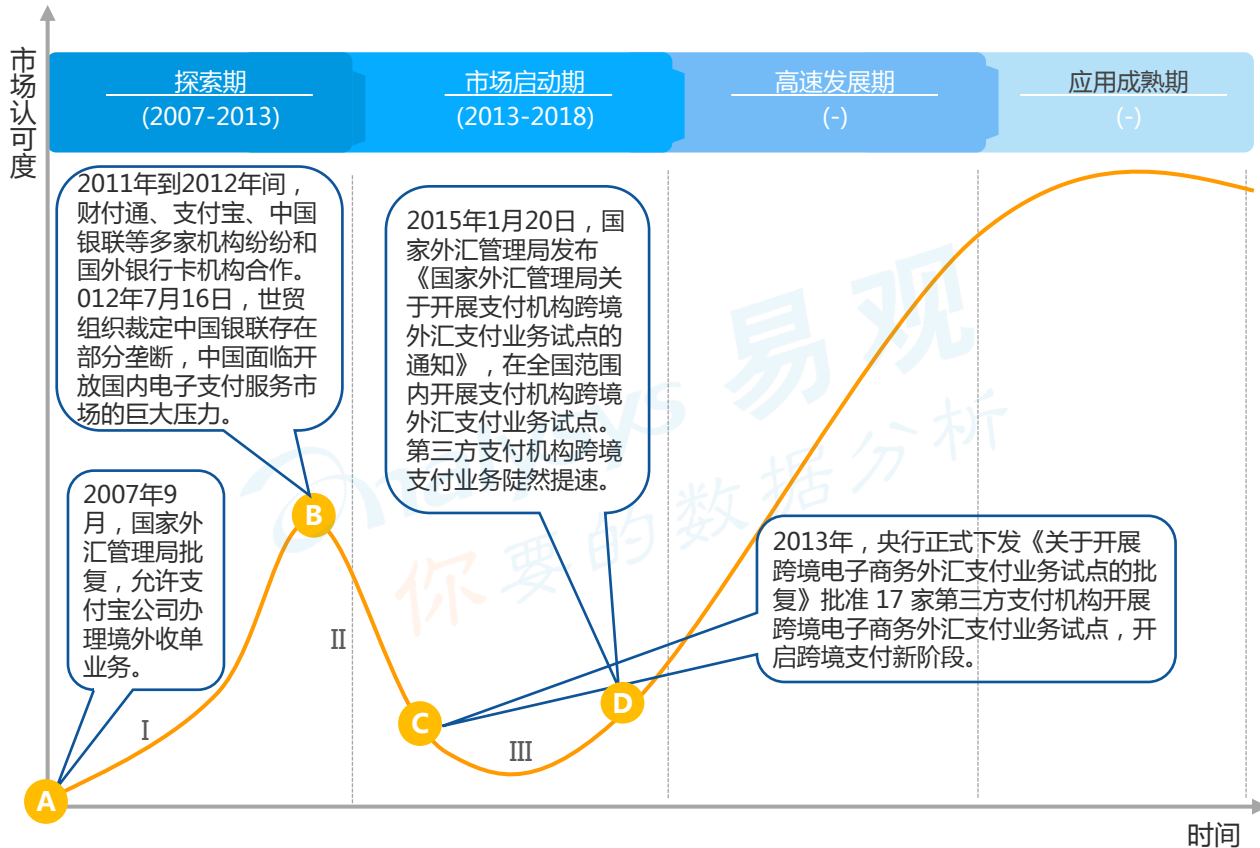 市场认可度
探索期
(2007-2013)
市场启动期
(2013-2018)
高速发展期
(-)
应用成熟期
(-)
2011年到2012年间，
财付通、支付宝、中国
银联等多家机构纷纷和
国外银行卡机构合作。
012年7月16日，世贸
组织裁定中国银联存在
部分垄断，中国面临开
放国内电子支付服务市
场的巨大压力。
2015年1月20日，国
家外汇管理局发布
《国家外汇管理局关
于开展支付机构跨境
外汇支付业务试点的
通知》，在全国范围
内开展支付机构跨境
外汇支付业务试点。
第三方支付机构跨境
支付业务陡然提速。
2007年9
月，国家外
汇管理局批
复，允许支
付宝公司办
理境外收单
业务。
2013年，央行正式下发《关于开展
跨境电子商务外汇支付业务试点的批
复》批准 17 家第三方支付机构开展
跨境电子商务外汇支付业务试点，开
启跨境支付新阶段。
A
B
C
D
I
II
III
时间
nalysys 易观
你要的数据分析